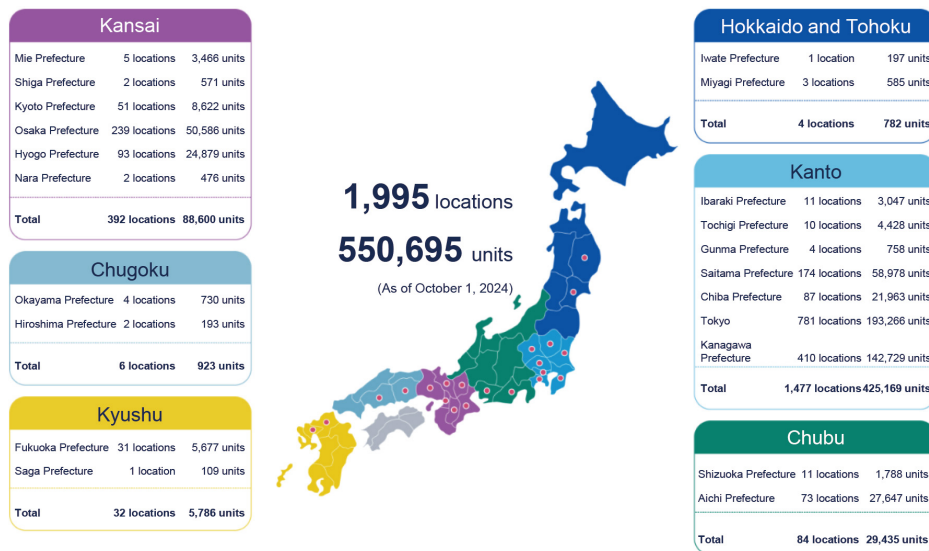 Kansai
Mie Prefecture 5 locations 3,466 units
Shiga Prefecture 2 locations 571 units
Kyoto Prefecture 51 locations 8,622 units
Osaka Prefecture 239 locations 50,586 units
Hyogo Prefecture 93 locations 24,879 units
Nara Prefecture 2 locations 476 units
Total 392 locations 88,600 units
Chugoku
Okayama Prefecture 4 locations 730 units
Hiroshima Prefecture 2 locations 193 units
Total 6 locations 923 units
Kyushu
Fukuoka Prefecture 31 locations 5,677 units
Saga Prefecture 1 location 109 units
Total 32 locations 5,786 units
1,995 locations
550,695 units
(As of October 1, 2024)
Hokkaido and Tohoku
Iwate Prefecture 1 location 197 units
Miyagi Prefecture 3 locations 585 units
Total 4 locations 782 units
Kanto
Ibaraki Prefecture 11 locations 3,047 units
Tochigi Prefecture 10 locations 4,428 units
Gunma Prefecture 4 locations 758 units
Saitama Prefecture 174 locations 58,978 units
Chiba Prefecture 87 locations 21,963 units
Tokyo 781 locations 193,266 units
Kanagawa
Prefecture 410 locations 142,729 units
Total 1,477 locations 425,169 units
Chubu
Shizuoka Prefecture 11 locations 1,788 units
Aichi Prefecture 73 locations 27,647 units
Total 84 locations 29,435 units